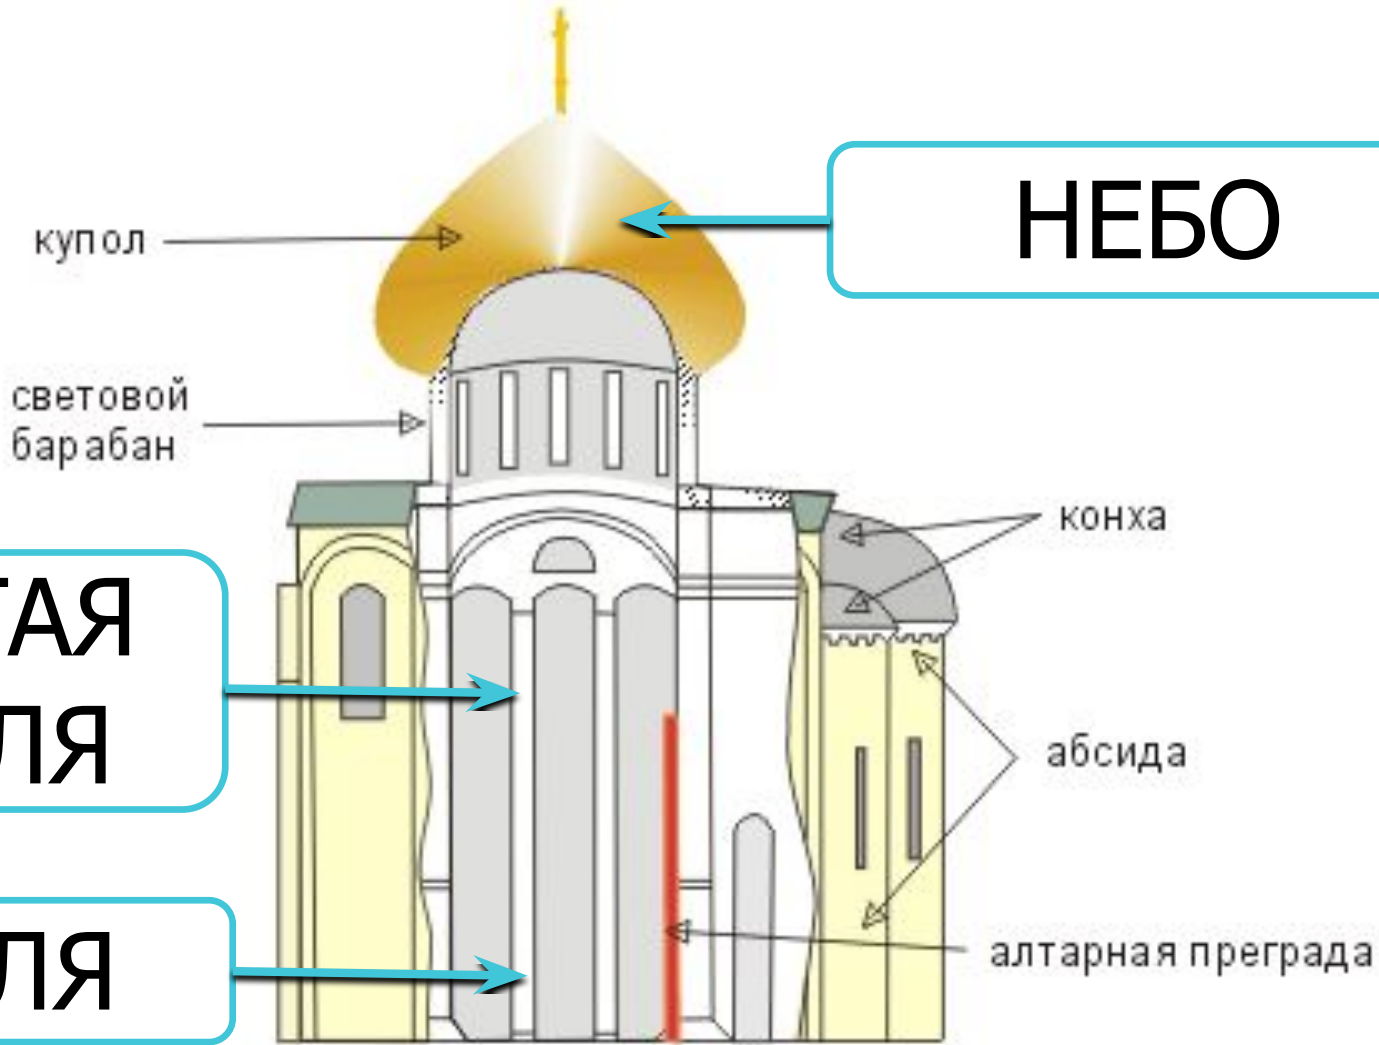 НЕБО
купол
световой
барабан
конха
ТАЯ
ЛЯ
абсида
ЛЯ
алтарная преграда